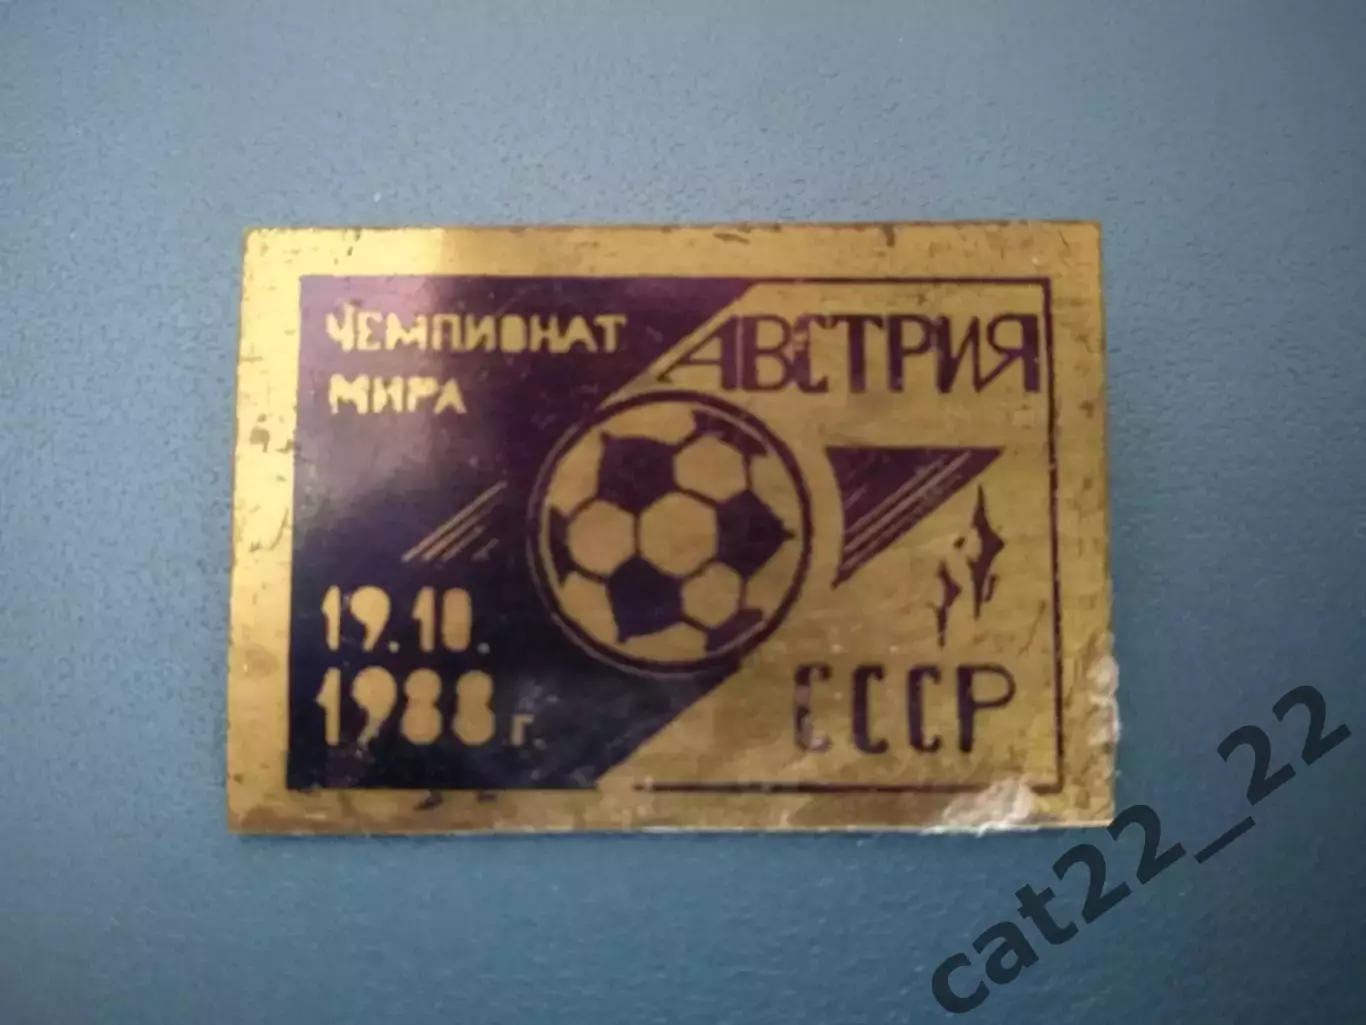 ЧЕМПИОНАТ
МИРА
АВСТРИЯ
19.10.
1988 г.
СССР
cat22_22